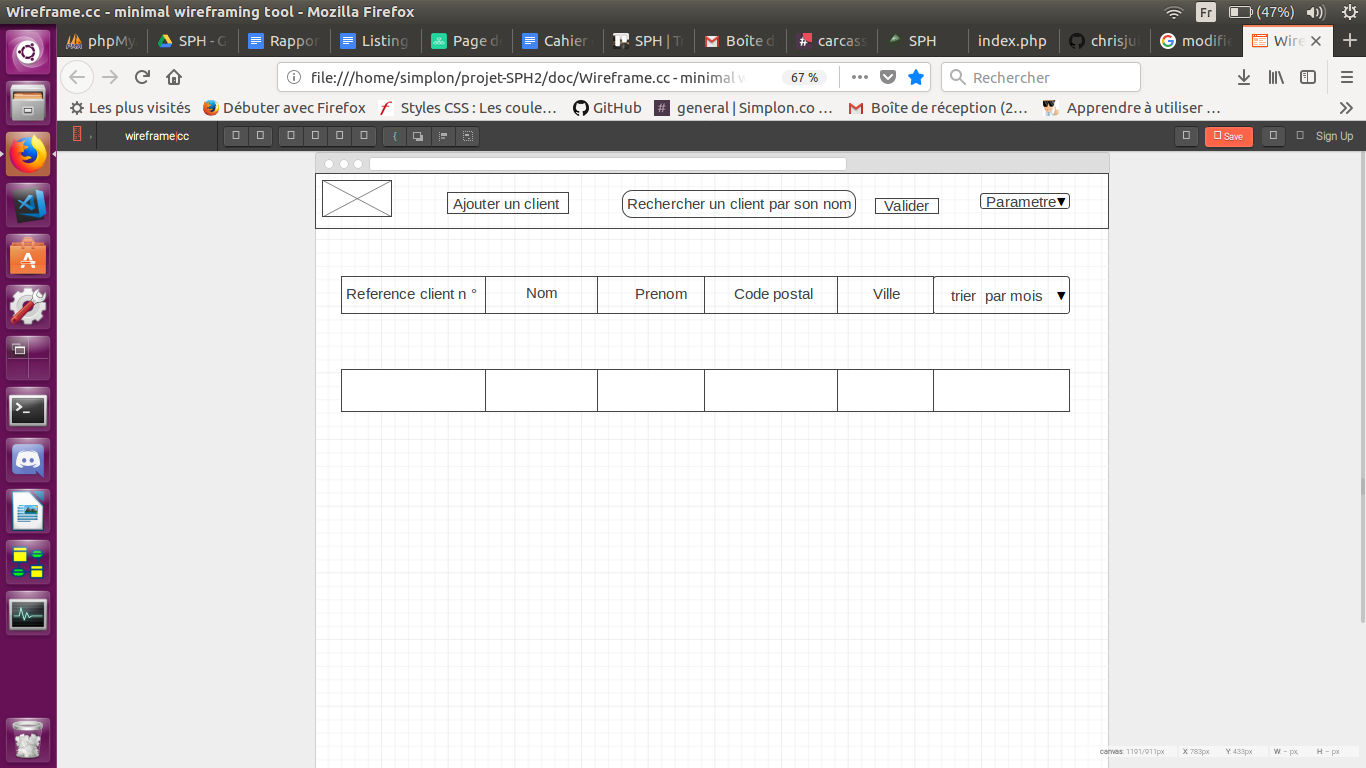 Wireframe.cc - minimal wireframing tool - Mozilla Firefox
Fr
(47%)
phpMy
SPH - G
Rappor
Listing
Page d
Cahier
SPH | T
Boîte d
carcass
SPH
index.php
chrisju
modifi
Wire
file:///home/simplon/projet-SPH2/doc/Wireframe.cc - minimal w
67 %
Rechercher
Les plus visités
Débuter avec Firefox
Styles CSS : Les coule…
GitHub
general | Simplon.co …
Boîte de réception (2…
Apprendre à utiliser …
wireframe|cc
Save
Sign Up
Ajouter un client
Rechercher un client par son nom
Valider
Parametre▼
Reference client n °
Nom
Prenom
Code postal
Ville
trier par mois ▼
canvas 1191/911px
X 783px
Y 433px
W – px,
H: – px